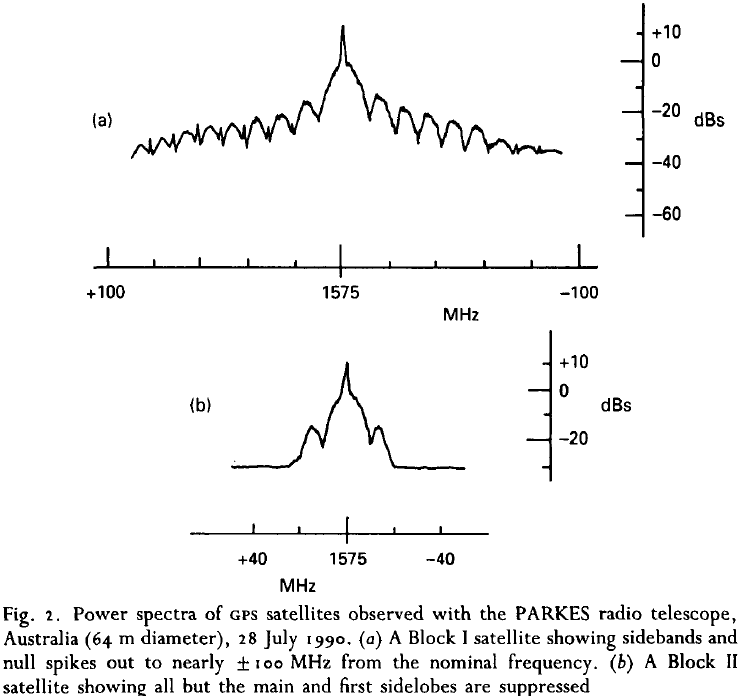 +10
0
(a)
-20
dBs
-40
-60
+100
1575
-100
MHz
+10
(b)
0
dBs
-20
+40
1575
-40
MHz
Fig. 2. Power spectra of GPS satellites observed with the PARKES radio telescope,
Australia (64 m diameter), 28 July 1990. (a) A Block I satellite showing sidebands and
null spikes out to nearly ±100 MHz from the nominal frequency. (b) A Block II
satellite showing all but the main and first sidelobes are suppressed